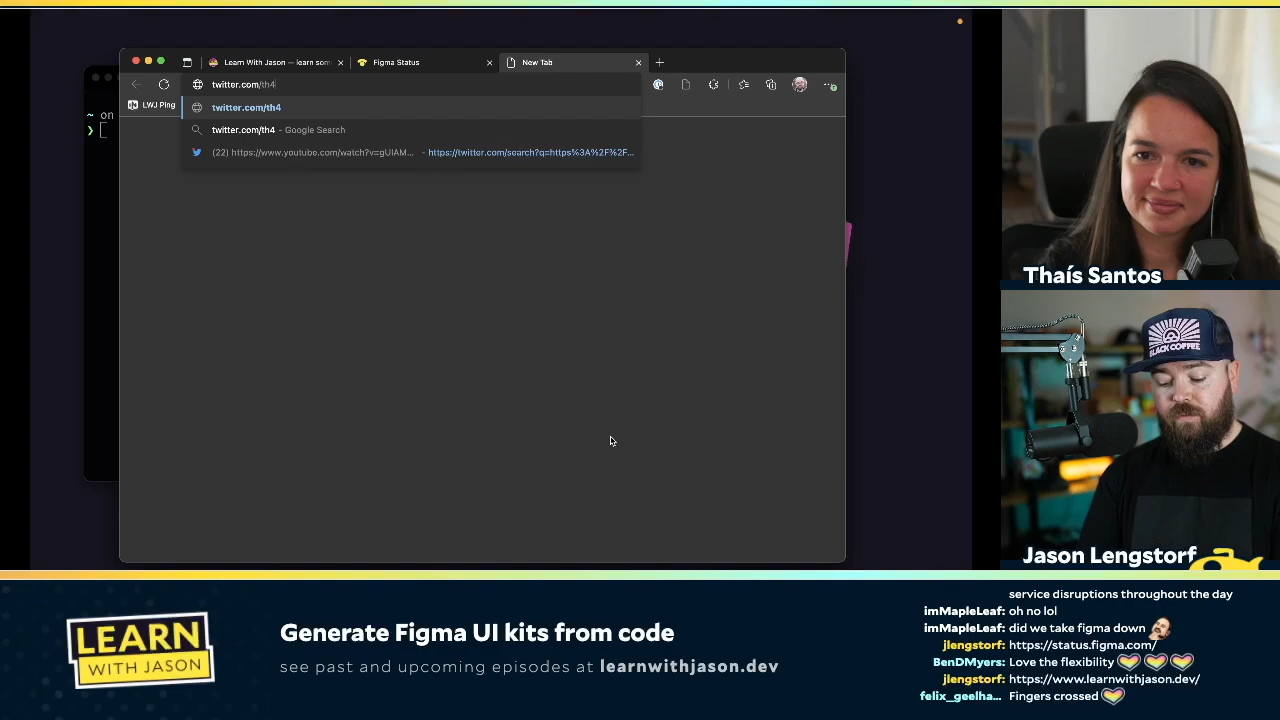 Learn With Jason — learn som
Figma Status
New Tab
twitter.com/th4
LWJ Ping
twitter.com/th4
twitter.com/th4 - Google Search
(22) https://www.youtube.com/watch?v=gUIAM... - https://twitter.com/search?q=https%3A%2F%2F...
~ on
❯
BLACK COFFEE
Thaís Santos
Jason Lengstorf
LEARN
WITH JASON
Generate Figma UI kits from code
see past and upcoming episodes at learnwithjason.dev
service disruptions throughout the day
imMapleLeaf: oh no lol
imMapleLeaf: did we take figma down
jlengstorf: https://status.figma.com/
BenDMyers: Love the flexibility
jlengstorf: https://www.learnwithjason.dev/
felix_geelha... Fingers crossed